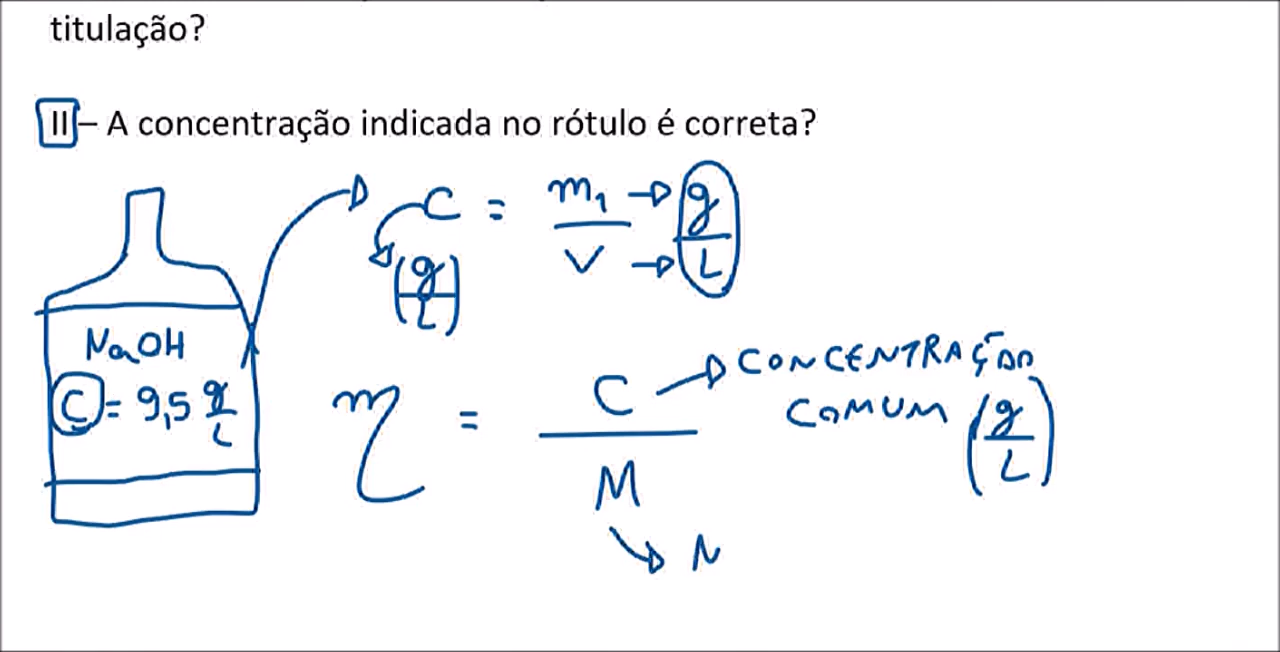 titulação?
II – A concentração indicada no rótulo é correta?
C = m₁ → g
V → L
(g/L)
NaOH
C = 9,5 g/L
η = C → CONCENTRAÇÃO
COMUM (g/L)
M
→ N